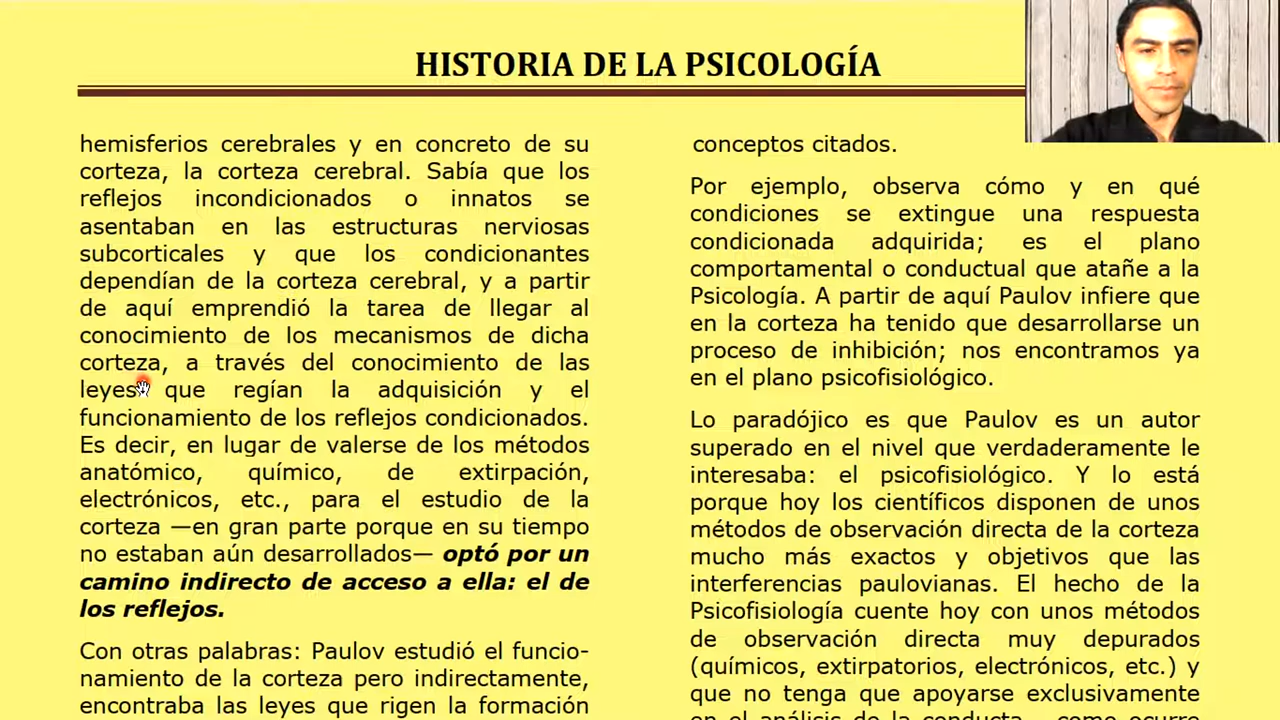 HISTORIA DE LA PSICOLOGÍA
hemisferios cerebrales y en concreto de su
corteza, la corteza cerebral. Sabía que los
reflejos incondicionados o innatos se
asentaban en las estructuras nerviosas
subcorticales y que los condicionantes
dependían de la corteza cerebral, y a partir
de aquí emprendió la tarea de llegar al
conocimiento de los mecanismos de dicha
corteza, a través del conocimiento de las
leyes que regían la adquisición y el
funcionamiento de los reflejos condicionados.
Es decir, en lugar de valerse de los métodos
anatómico, químico, de extirpación,
electrónicos, etc., para el estudio de la
corteza —en gran parte porque en su tiempo
no estaban aún desarrollados— optó por un
camino indirecto de acceso a ella: el de
los reflejos.
Con otras palabras: Paulov estudió el funcio-
namiento de la corteza pero indirectamente,
encontraba las leyes que rigen la formación
conceptos citados.
Por ejemplo, observa cómo y en qué
condiciones se extingue una respuesta
condicionada adquirida; es el plano
comportamental o conductual que atañe a la
Psicología. A partir de aquí Paulov infiere que
en la corteza ha tenido que desarrollarse un
proceso de inhibición; nos encontramos ya
en el plano psicofisiológico.
Lo paradójico es que Paulov es un autor
superado en el nivel que verdaderamente le
interesaba: el psicofisiológico. Y lo está
porque hoy los científicos disponen de unos
métodos de observación directa de la corteza
mucho más exactos y objetivos que las
interferencias paulovianas. El hecho de la
Psicofisiología cuente hoy con unos métodos
de observación directa muy depurados
(químicos, extirpatorios, electrónicos, etc.) y
que no tenga que apoyarse exclusivamente
en el análisis de la conducta como ocurre